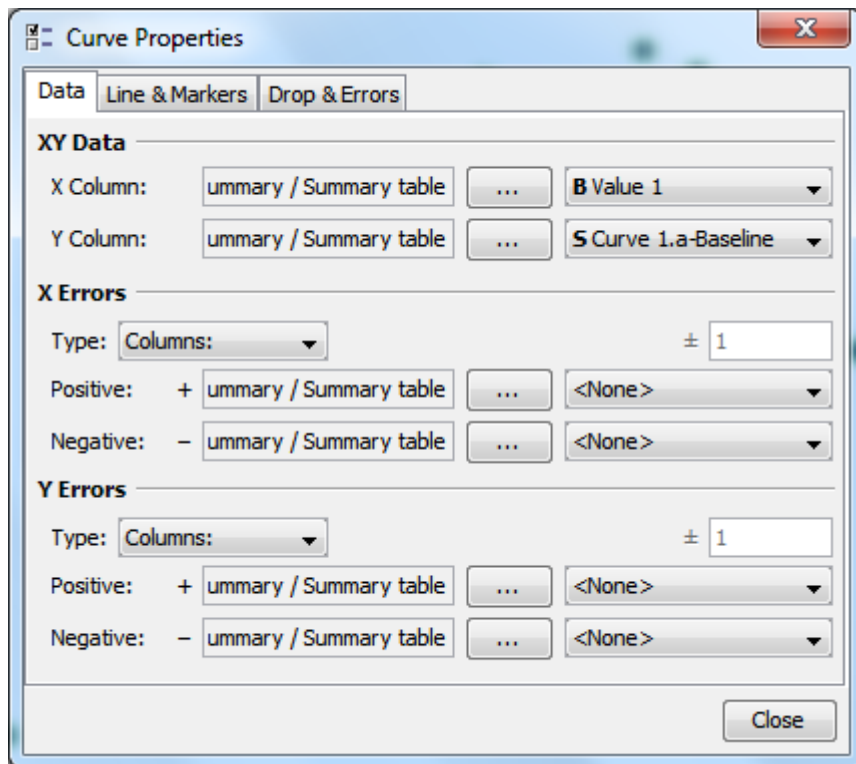 Curve Properties
Data Line & Markers Drop & Errors
XY Data
X Column: ummary / Summary table ... B Value 1
Y Column: ummary / Summary table ... S Curve 1.a-Baseline
X Errors
Type: Columns: ± 1
Positive: + ummary / Summary table ... <None>
Negative: − ummary / Summary table ... <None>
Y Errors
Type: Columns: ± 1
Positive: + ummary / Summary table ... <None>
Negative: − ummary / Summary table ... <None>
Close